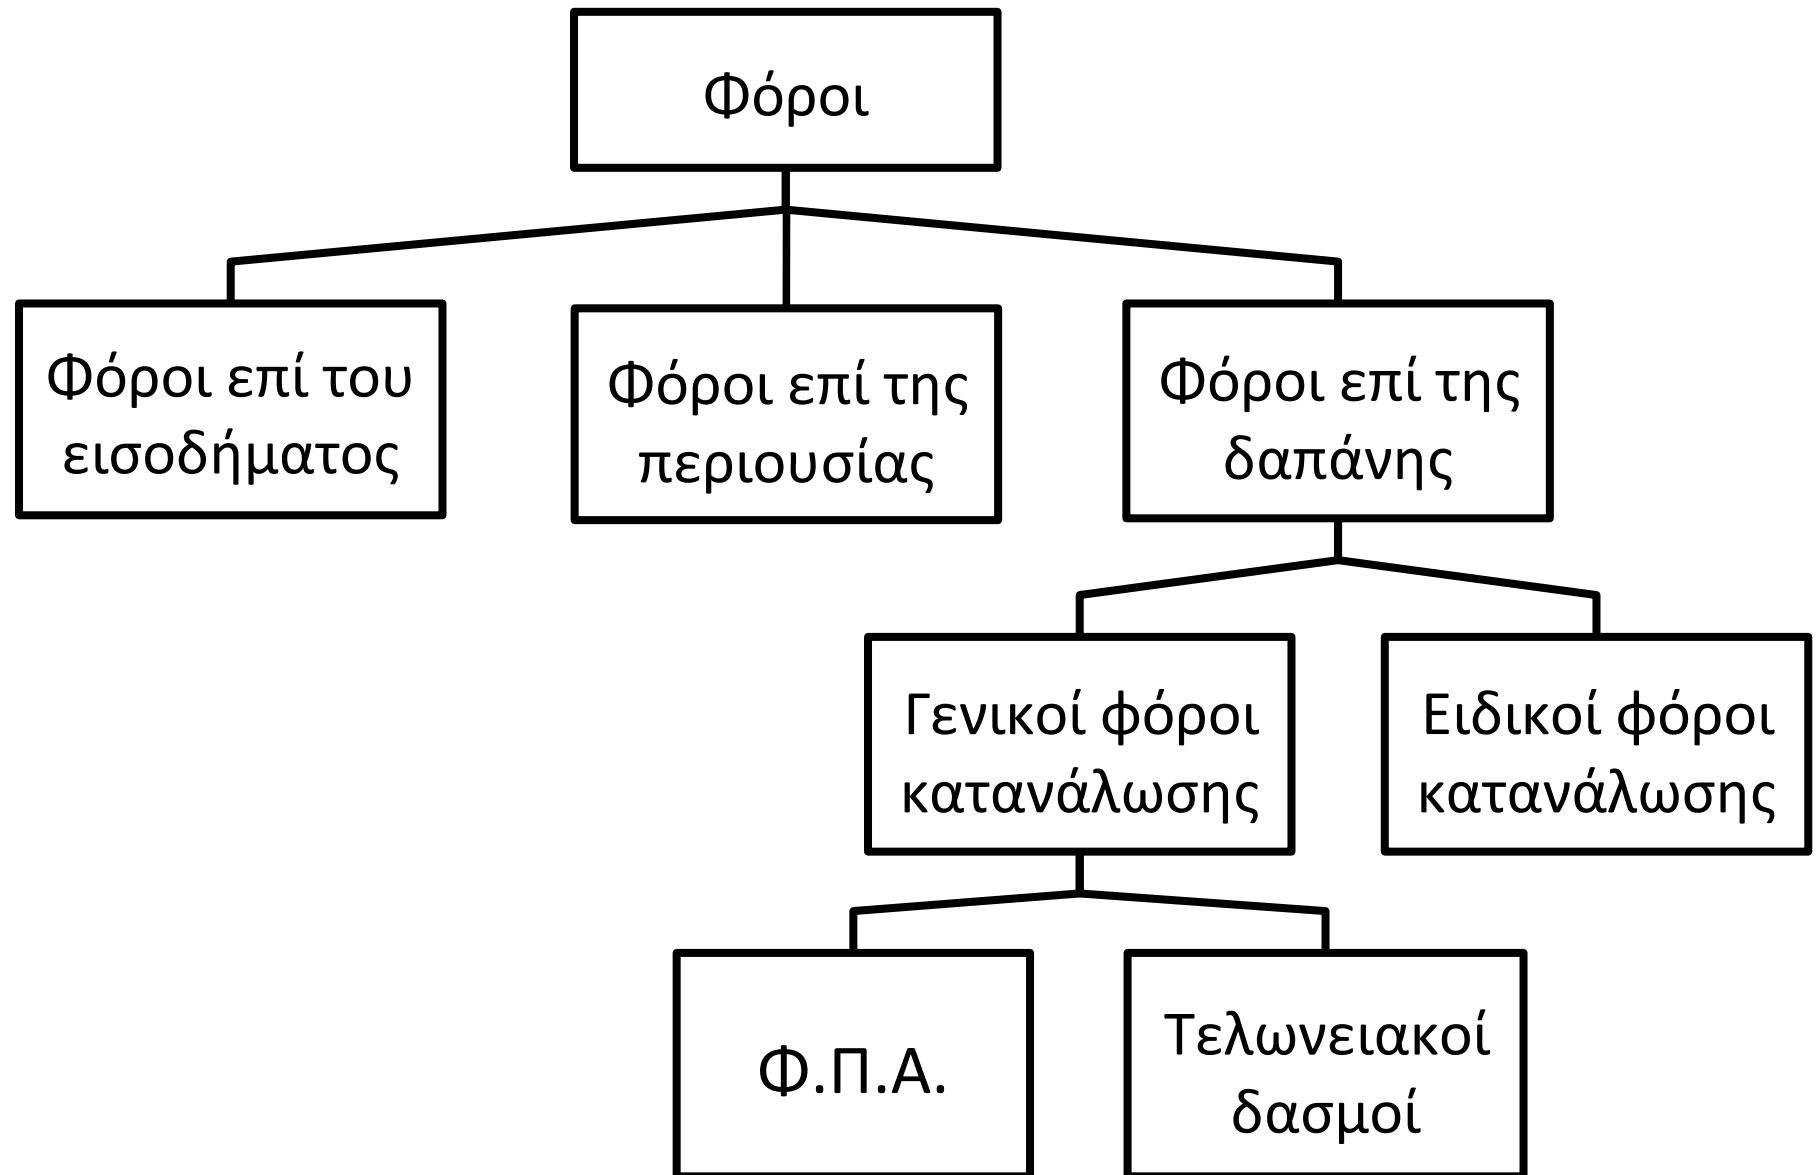 Φόροι
Φόροι επί του
εισοδήματος
Φόροι επί της
περιουσίας
Φόροι επί της
δαπάνης
Γενικοί φόροι
κατανάλωσης
Ειδικοί φόροι
κατανάλωσης
Φ.Π.Α.
Τελωνειακοί
δασμοί